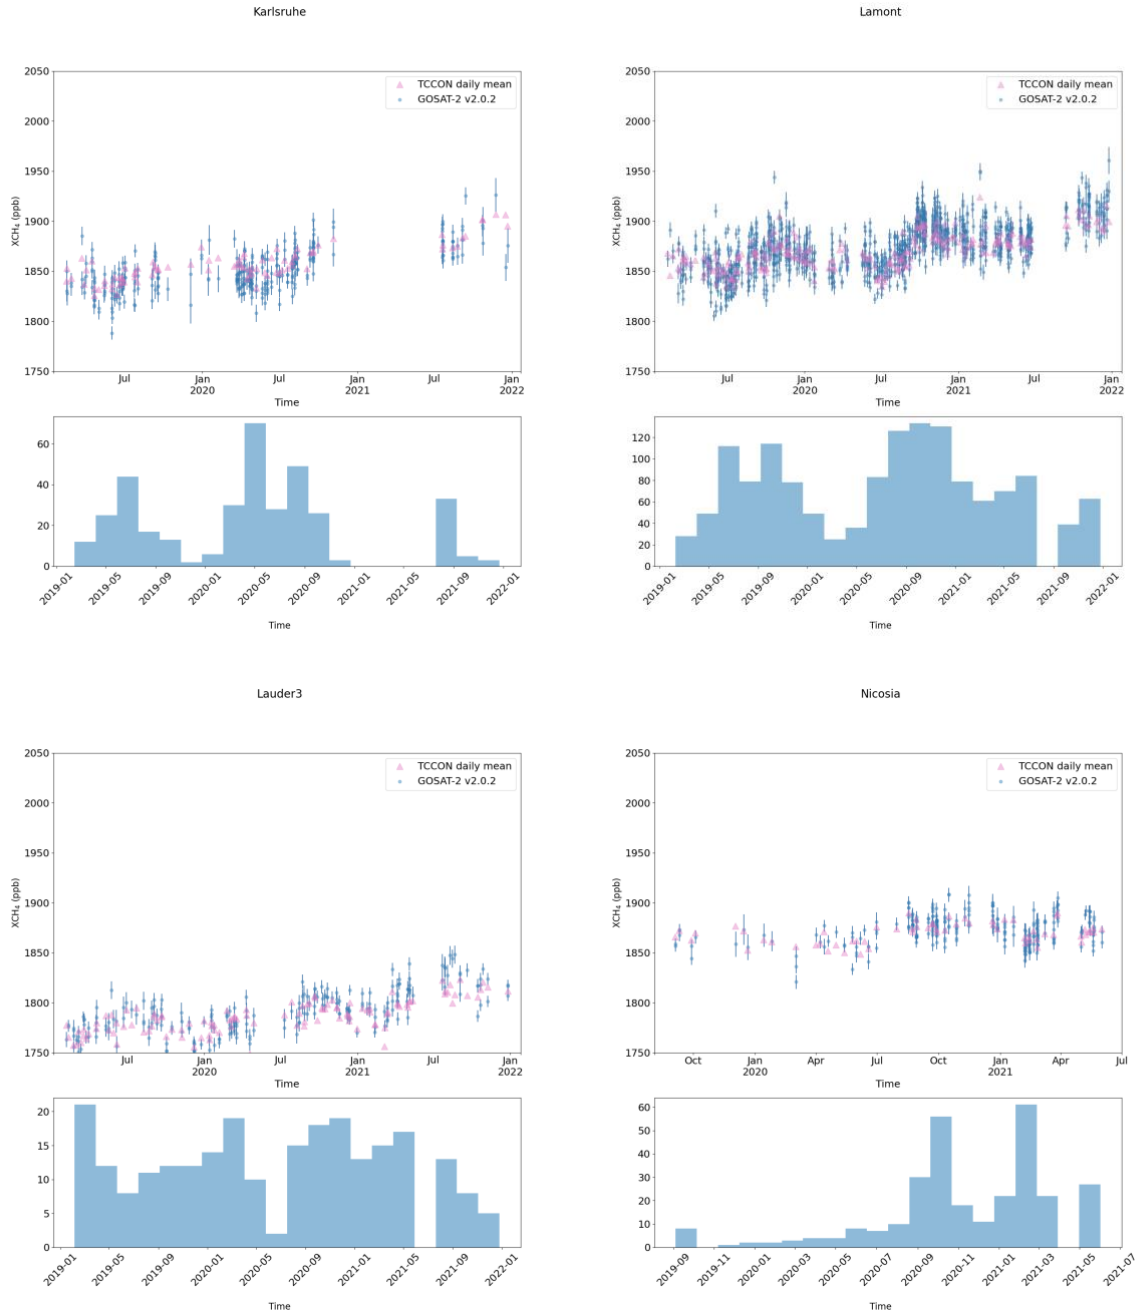 Karlsruhe
2050
2000
1950
1900
1850
1800
1750
XCH₄ (ppb)
TCCON daily mean
GOSAT-2 v2.0.2
Jul
Jan
2020
Jul
Jan
2021
Jul
Jan
2022
Time
60
40
20
0
2019-01
2019-05
2019-09
2020-01
2020-05
2020-09
2021-01
2021-05
2021-09
2022-01
Time
Lamont
2050
2000
1950
1900
1850
1800
1750
XCH₄ (ppb)
TCCON daily mean
GOSAT-2 v2.0.2
Jul
Jan
2020
Jul
Jan
2021
Jul
Jan
2022
Time
120
100
80
60
40
20
0
2019-01
2019-05
2019-09
2020-01
2020-05
2020-09
2021-01
2021-05
2021-09
2022-01
Time
Lauder3
2050
2000
1950
1900
1850
1800
1750
XCH₄ (ppb)
TCCON daily mean
GOSAT-2 v2.0.2
Jul
Jan
2020
Jul
Jan
2021
Jul
Jan
2022
Time
20
15
10
5
0
2019-01
2019-05
2019-09
2020-01
2020-05
2020-09
2021-01
2021-05
2021-09
2022-01
Time
Nicosia
2050
2000
1950
1900
1850
1800
1750
XCH₄ (ppb)
TCCON daily mean
GOSAT-2 v2.0.2
Oct
Jan
2020
Apr
Jul
Oct
Jan
2021
Apr
Jul
Time
60
50
40
30
20
10
0
2019-09
2019-11
2020-01
2020-03
2020-05
2020-07
2020-09
2020-11
2021-01
2021-03
2021-05
2021-07
Time